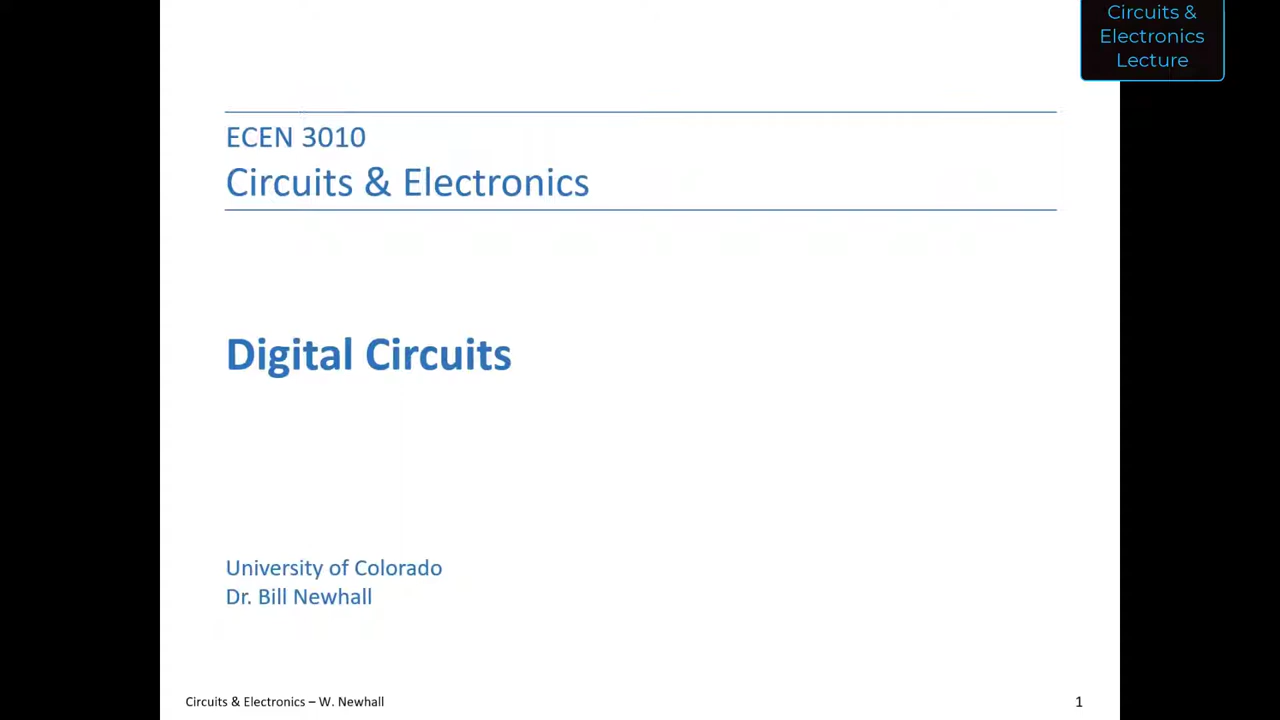 Circuits &
Electronics
Lecture
ECEN 3010
Circuits & Electronics
Digital Circuits
University of Colorado
Dr. Bill Newhall
Circuits & Electronics – W. Newhall
1